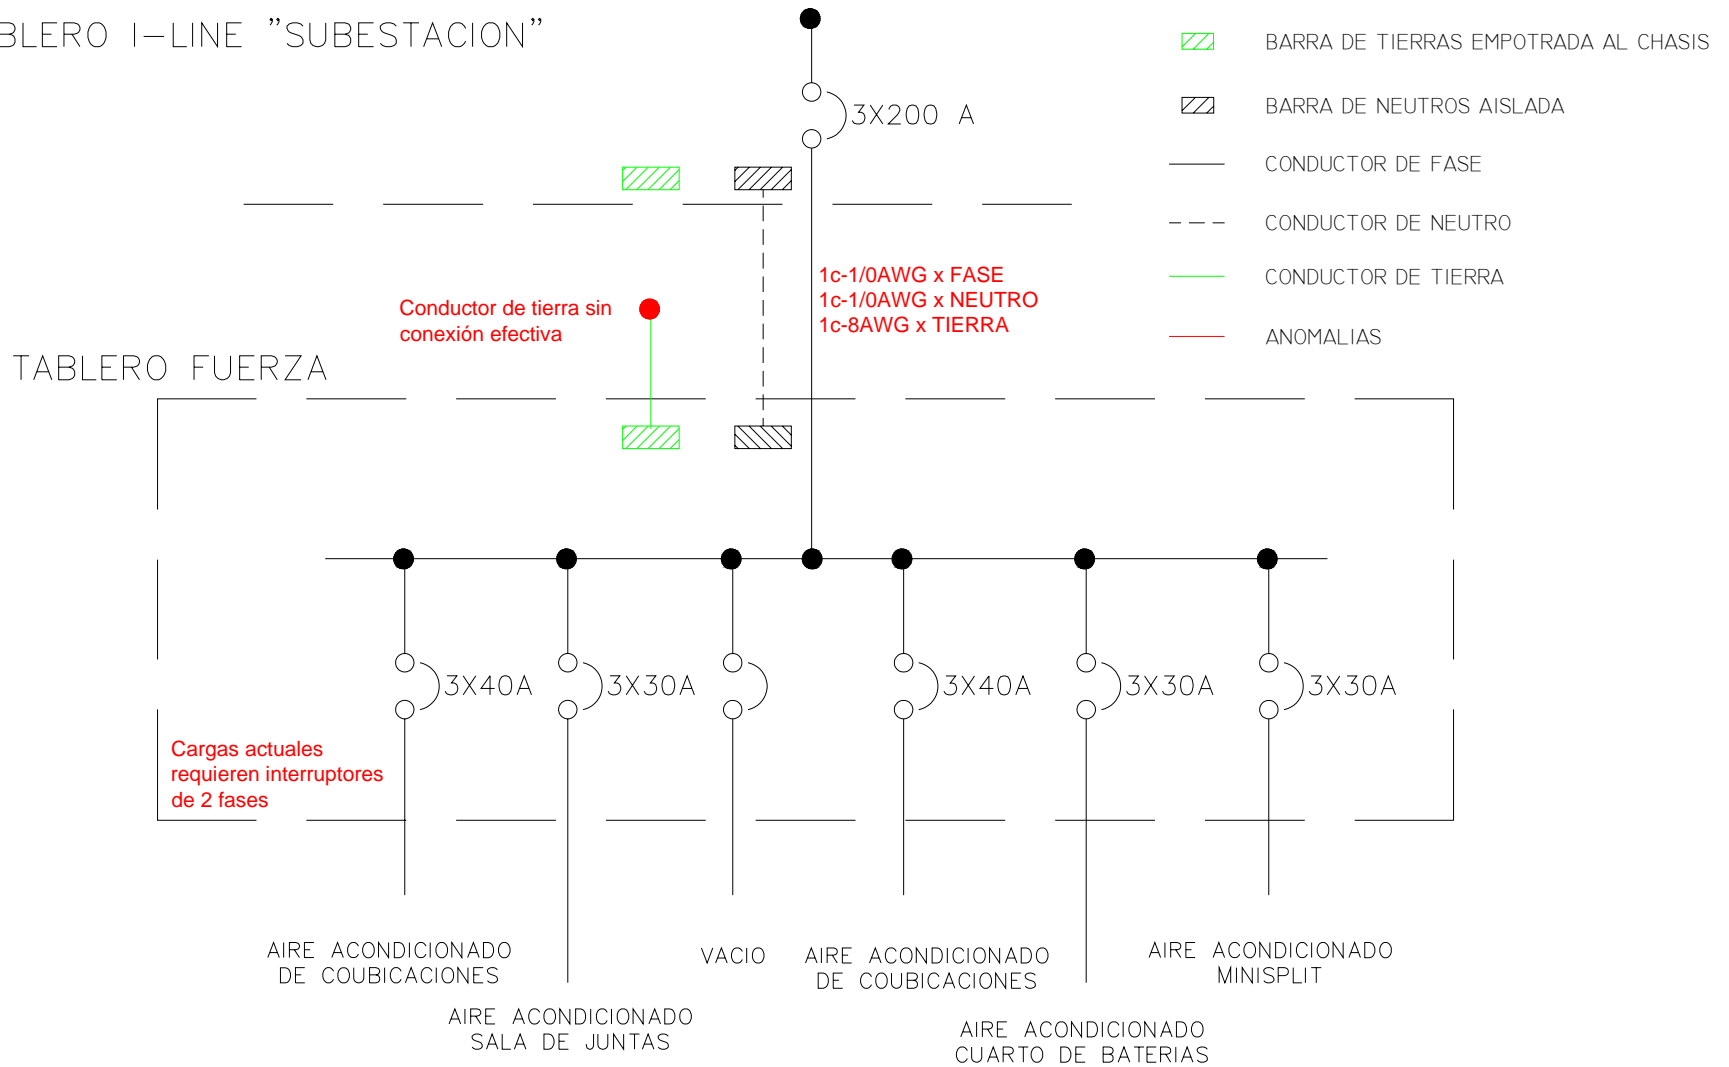 BLERO I-LINE "SUBESTACION"
3X200 A
BARRA DE TIERRAS EMPOTRADA AL CHASIS
BARRA DE NEUTROS AISLADA
CONDUCTOR DE FASE
CONDUCTOR DE NEUTRO
CONDUCTOR DE TIERRA
ANOMALIAS
1c-1/0AWG x FASE
1c-1/0AWG x NEUTRO
1c-8AWG x TIERRA
Conductor de tierra sin
conexión efectiva
TABLERO FUERZA
3X40A
3X30A
3X40A
3X30A
3X30A
Cargas actuales
requieren interruptores
de 2 fases
AIRE ACONDICIONADO
DE COUBICACIONES
AIRE ACONDICIONADO
SALA DE JUNTAS
VACIO
AIRE ACONDICIONADO
DE COUBICACIONES
AIRE ACONDICIONADO
CUARTO DE BATERIAS
AIRE ACONDICIONADO
MINISPLIT